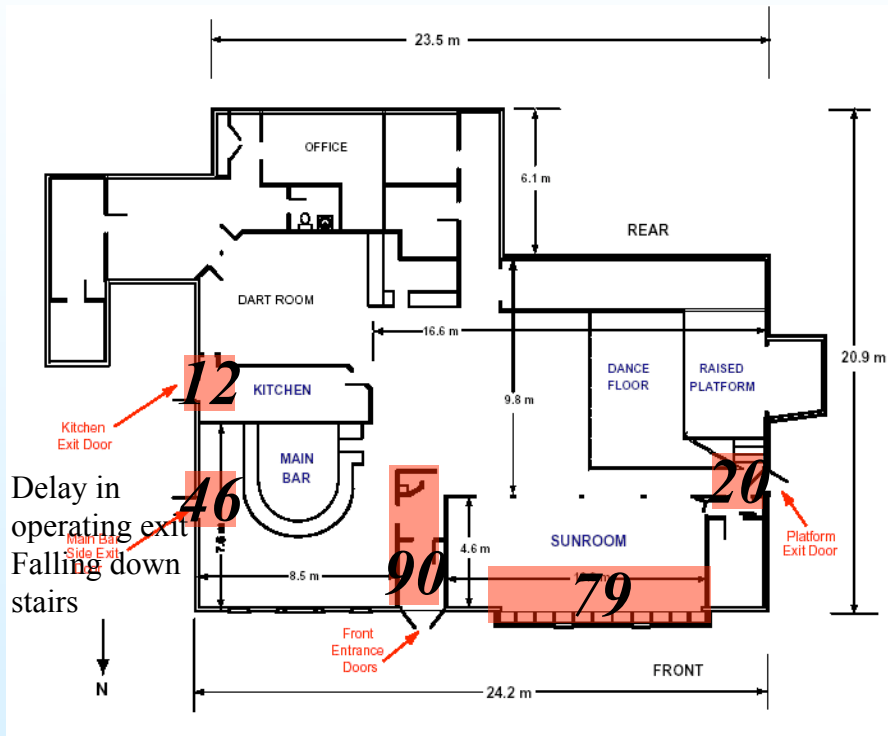 23.5 m
OFFICE
6.1 m
REAR
DART ROOM
16.6 m
20.9 m
12
KITCHEN
DANCE
FLOOR
RAISED
PLATFORM
9.8 m
Kitchen
Exit Door
MAIN
BAR
20
Delay in
operating exit
Falling down
stairs
46
Main Bar
Side Exit
Platform
Exit Door
SUNROOM
4.6 m
8.5 m
90
79
Front
Entrance
Doors
FRONT
N
24.2 m